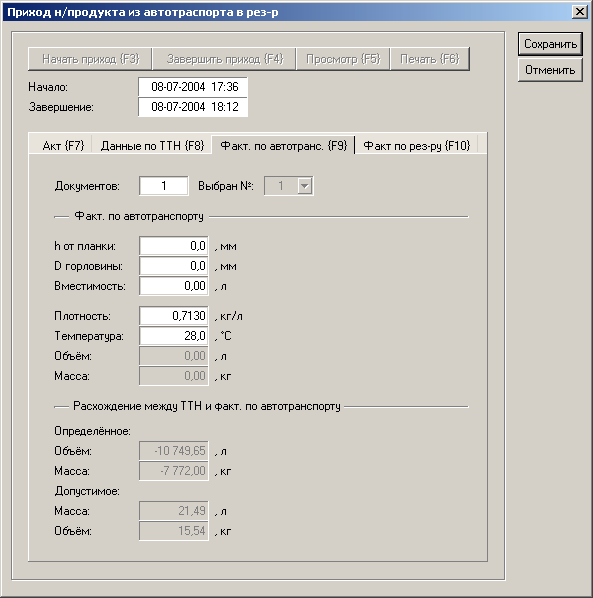 Приход н/продукта из автотраспорта в рез-р
Сохранить
Отменить
Начать приход {F3} Завершить приход {F4} Просмотр {F5} Печать {F6}
Начало: 08-07-2004 17:36
Завершение: 08-07-2004 18:12
Акт {F7} Данные по ТТН {F8} Факт. по автотранс. {F9} Факт по рез-ру {F10}
Документов: 1 Выбран №: 1
Факт. по автотранспорту
h от планки: 0,0 , мм
D горловины: 0,0 , мм
Вместимость: 0,00 , л
Плотность: 0,7130 , кг/л
Температура: 28,0 , °C
Объём: 0,00 , л
Масса: 0,00 , кг
Расхождение между ТТН и факт. по автотранспорту
Определённое:
Объём: -10 749,65 , л
Масса: -7 772,00 , кг
Допустимое:
Масса: 21,49 , л
Объём: 15,54 , кг